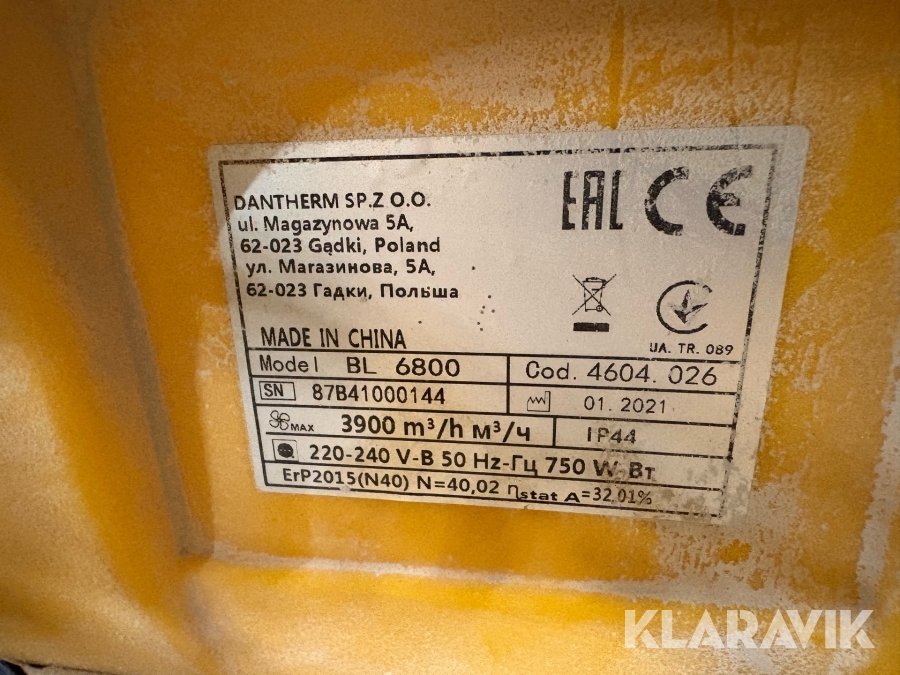 DANTHERM SP.Z O.O.
ul. Magazynowa 5A,
62-023 Gądki, Poland
ул. Магазинова, 5А,
62-023 Гадки, Польша
EAC CE
UA. TR. 089
MADE IN CHINA
Model BL 6800
Cod. 4604.026
SN 87B41000144
01.2021
MAX 3900 m³/h м³/ч
IP44
220-240 V-В 50 Hz-Гц 750 W-Вт
ErP2015(N40) N=40,02 ηstat A=32,01%
KLARAVIK